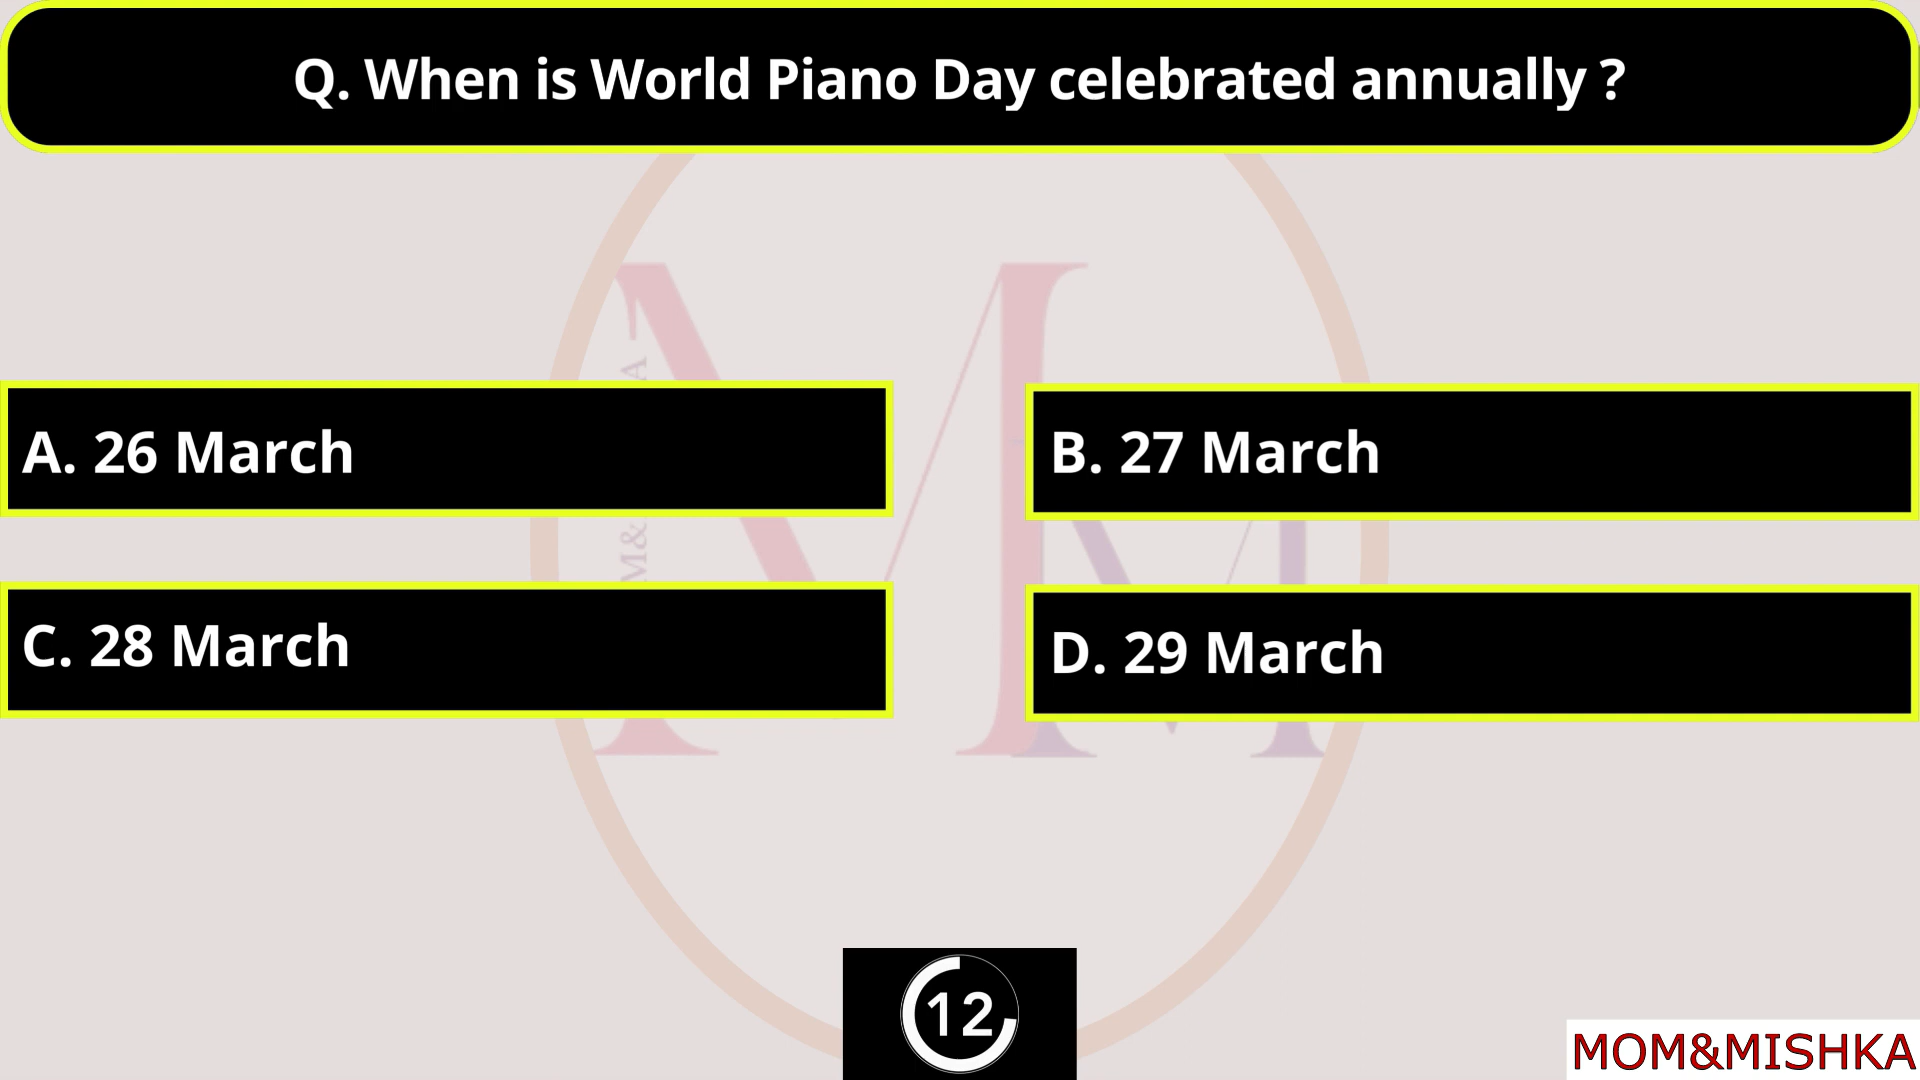 Q. When is World Piano Day celebrated annually ?
A. 26 March
B. 27 March
C. 28 March
D. 29 March
M&
A
12
MOM&MISHKA